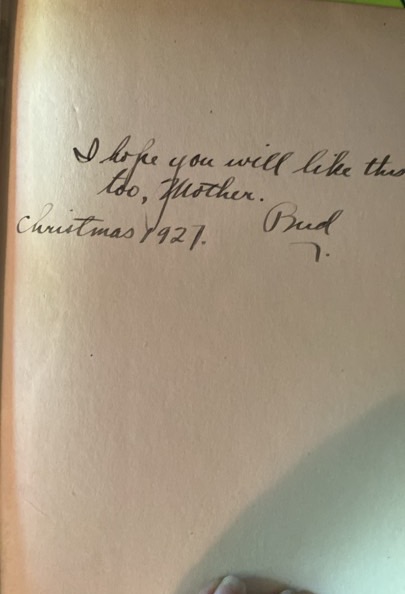 I hope you will like this
too, Mother.
Christmas 1927. Bud